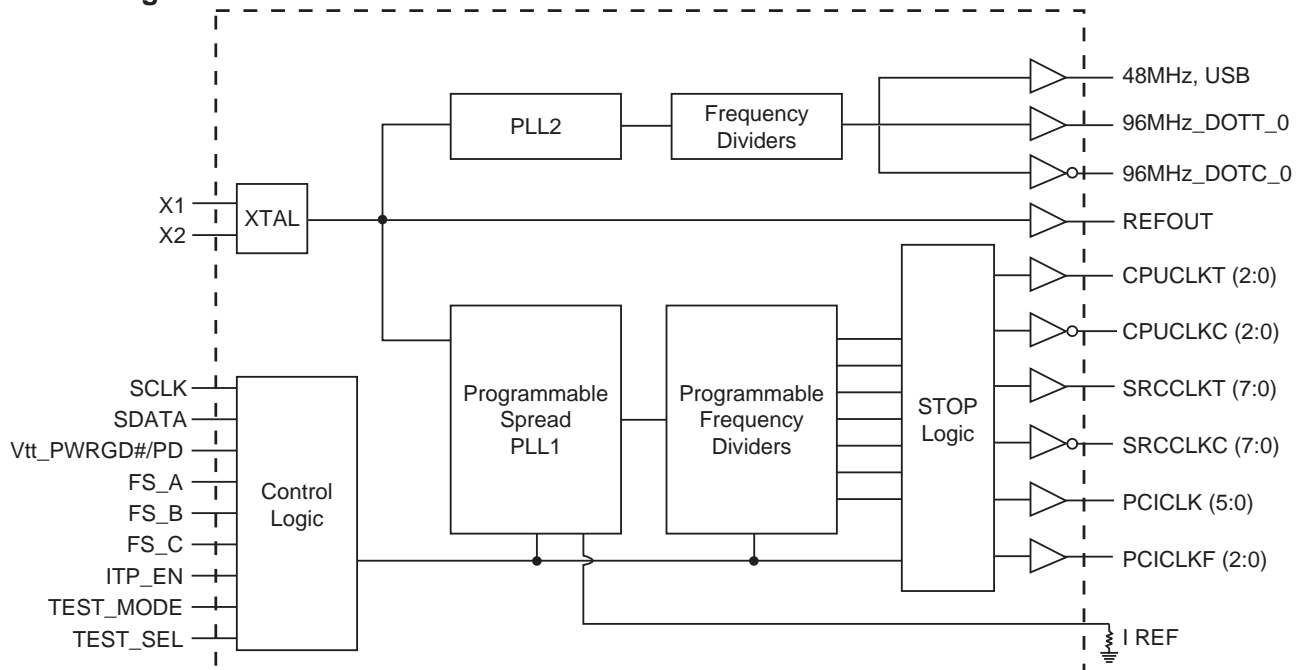 48MHz, USB
PLL2
Frequency
Dividers
96MHz_DOTT_0
96MHz_DOTC_0
X1
X2
XTAL
REFOUT
CPUCLKT (2:0)
CPUCLKC (2:0)
SCLK
SDATA
Vtt_PWRGD#/PD
FS_A
FS_B
FS_C
ITP_EN
TEST_MODE
TEST_SEL
Control
Logic
Programmable
Spread
PLL1
Programmable
Frequency
Dividers
STOP
Logic
SRCCLKT (7:0)
SRCCLKC (7:0)
PCICLK (5:0)
PCICLKF (2:0)
I REF